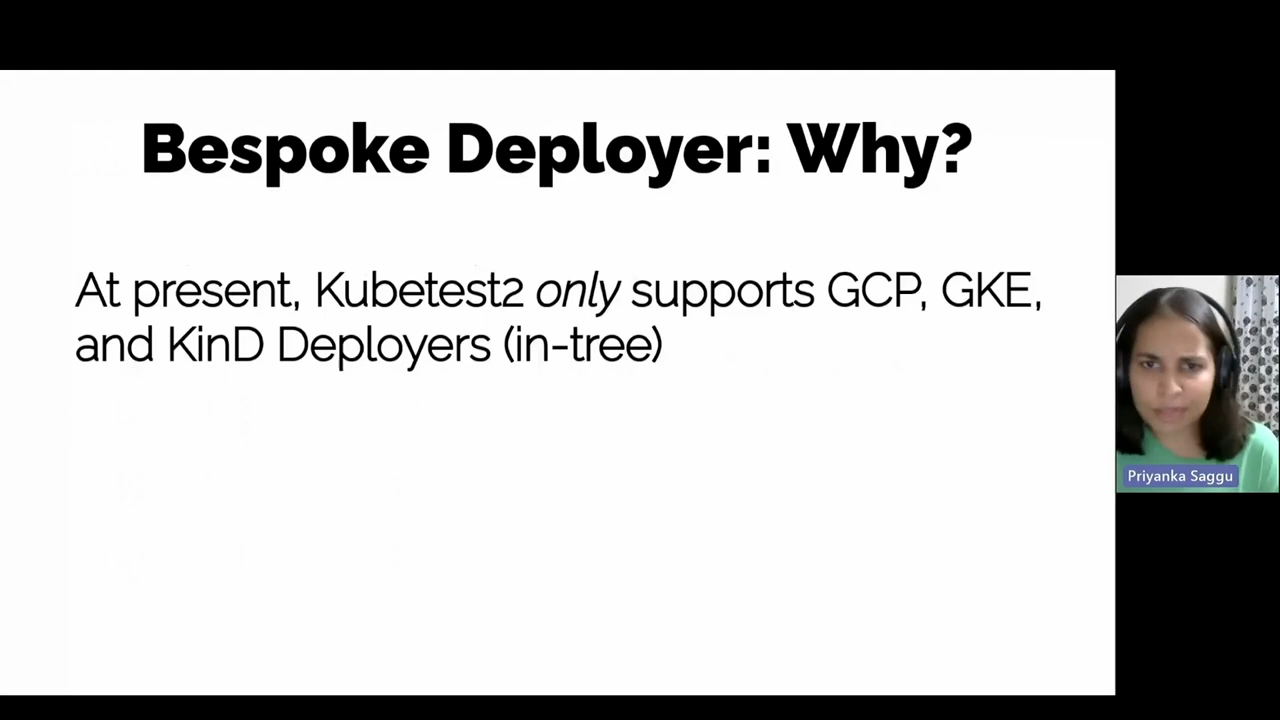 Bespoke Deployer: Why?
At present, Kubetest2 only supports GCP, GKE,
and KinD Deployers (in-tree)
Priyanka Saggu